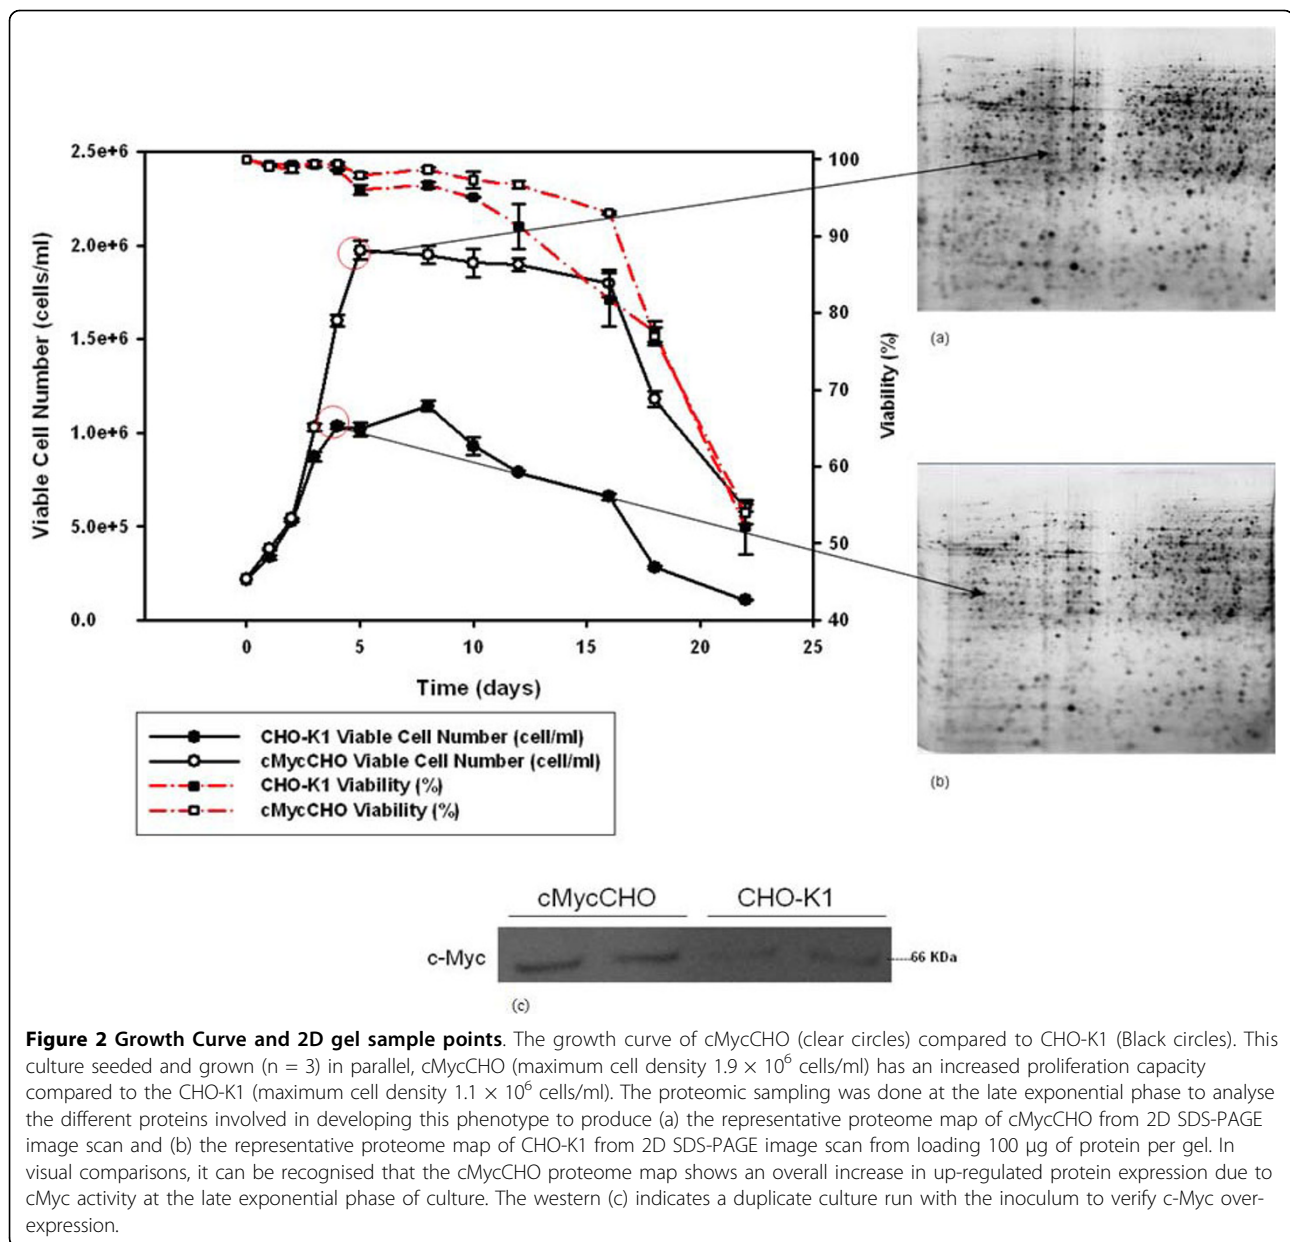 2.5e+6
2.0e+6
1.5e+6
1.0e+6
5.0e+5
0.0
Viable Cell Number (cells/ml)
100
90
80
70
60
50
40
Viability (%)
0 5 10 15 20 25
Time (days)
CHO-K1 Viable Cell Number (cell/ml)
cMycCHO Viable Cell Number (cell/ml)
CHO-K1 Viability (%)
cMycCHO Viability (%)
(a)
(b)
cMycCHO CHO-K1
c-Myc 66 KDa
(c)
Figure 2 Growth Curve and 2D gel sample points. The growth curve of cMycCHO (clear circles) compared to CHO-K1 (Black circles). This
culture seeded and grown (n = 3) in parallel, cMycCHO (maximum cell density 1.9 × 10⁶ cells/ml) has an increased proliferation capacity
compared to the CHO-K1 (maximum cell density 1.1 × 10⁶ cells/ml). The proteomic sampling was done at the late exponential phase to analyse
the different proteins involved in developing this phenotype to produce (a) the representative proteome map of cMycCHO from 2D SDS-PAGE
image scan and (b) the representative proteome map of CHO-K1 from 2D SDS-PAGE image scan from loading 100 μg of protein per gel. In
visual comparisons, it can be recognised that the cMycCHO proteome map shows an overall increase in up-regulated protein expression due to
cMyc activity at the late exponential phase of culture. The western (c) indicates a duplicate culture run with the inoculum to verify c-Myc over-
expression.